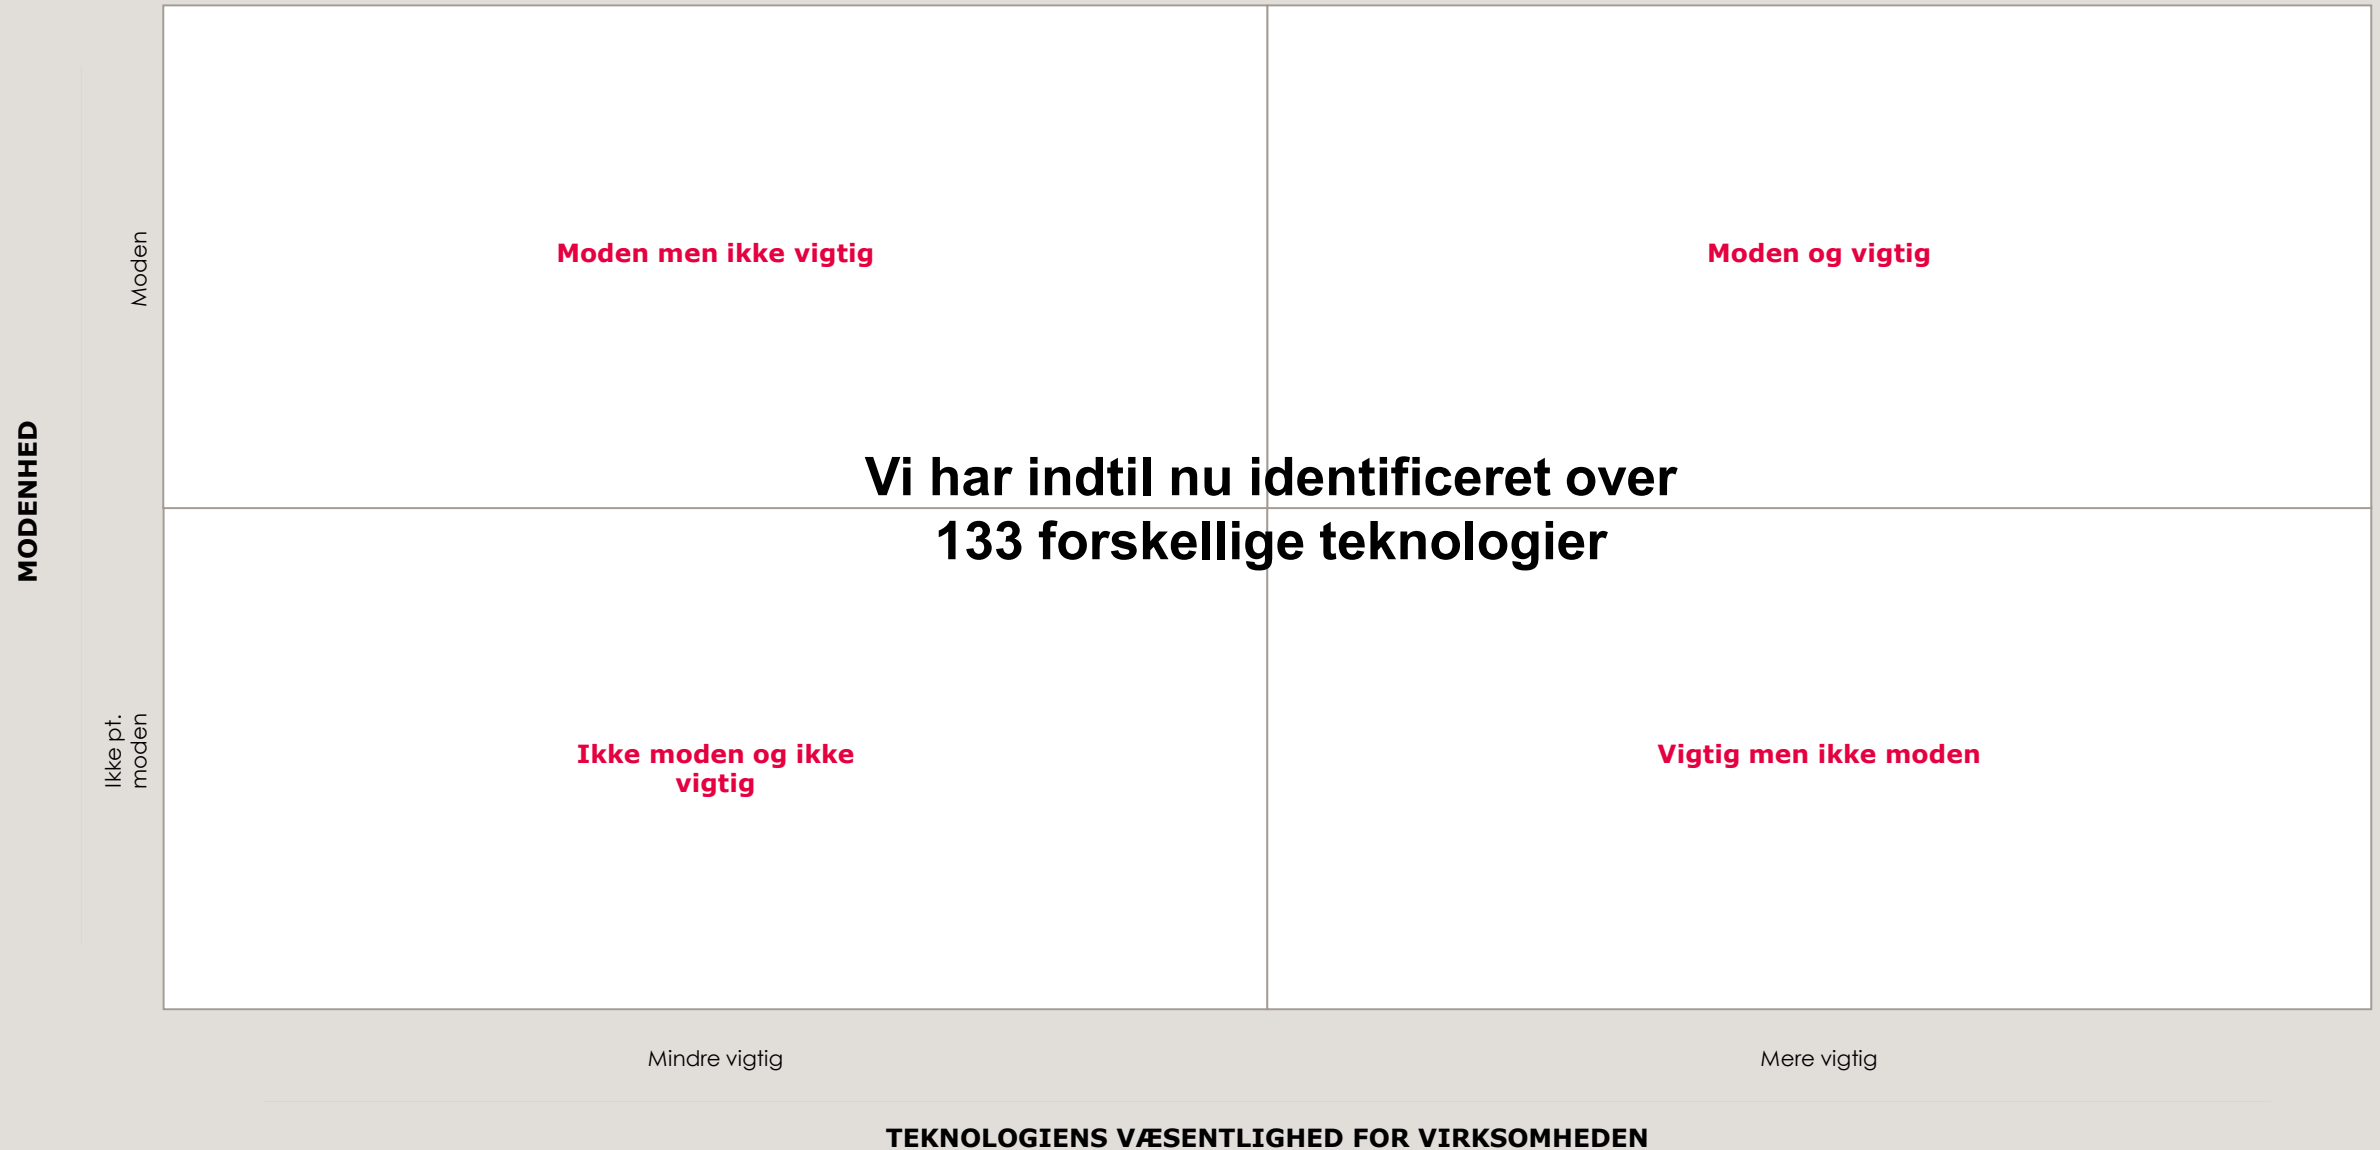 MODENHED
Moden
Moden men ikke vigtig
Moden og vigtig
Vi har indtil nu identificeret over
133 forskellige teknologier
Ikke pt.
moden
Ikke moden og ikke
vigtig
Vigtig men ikke moden
Mindre vigtig
Mere vigtig
TEKNOLOGIENS VÆSENTLIGHED FOR VIRKSOMHEDEN